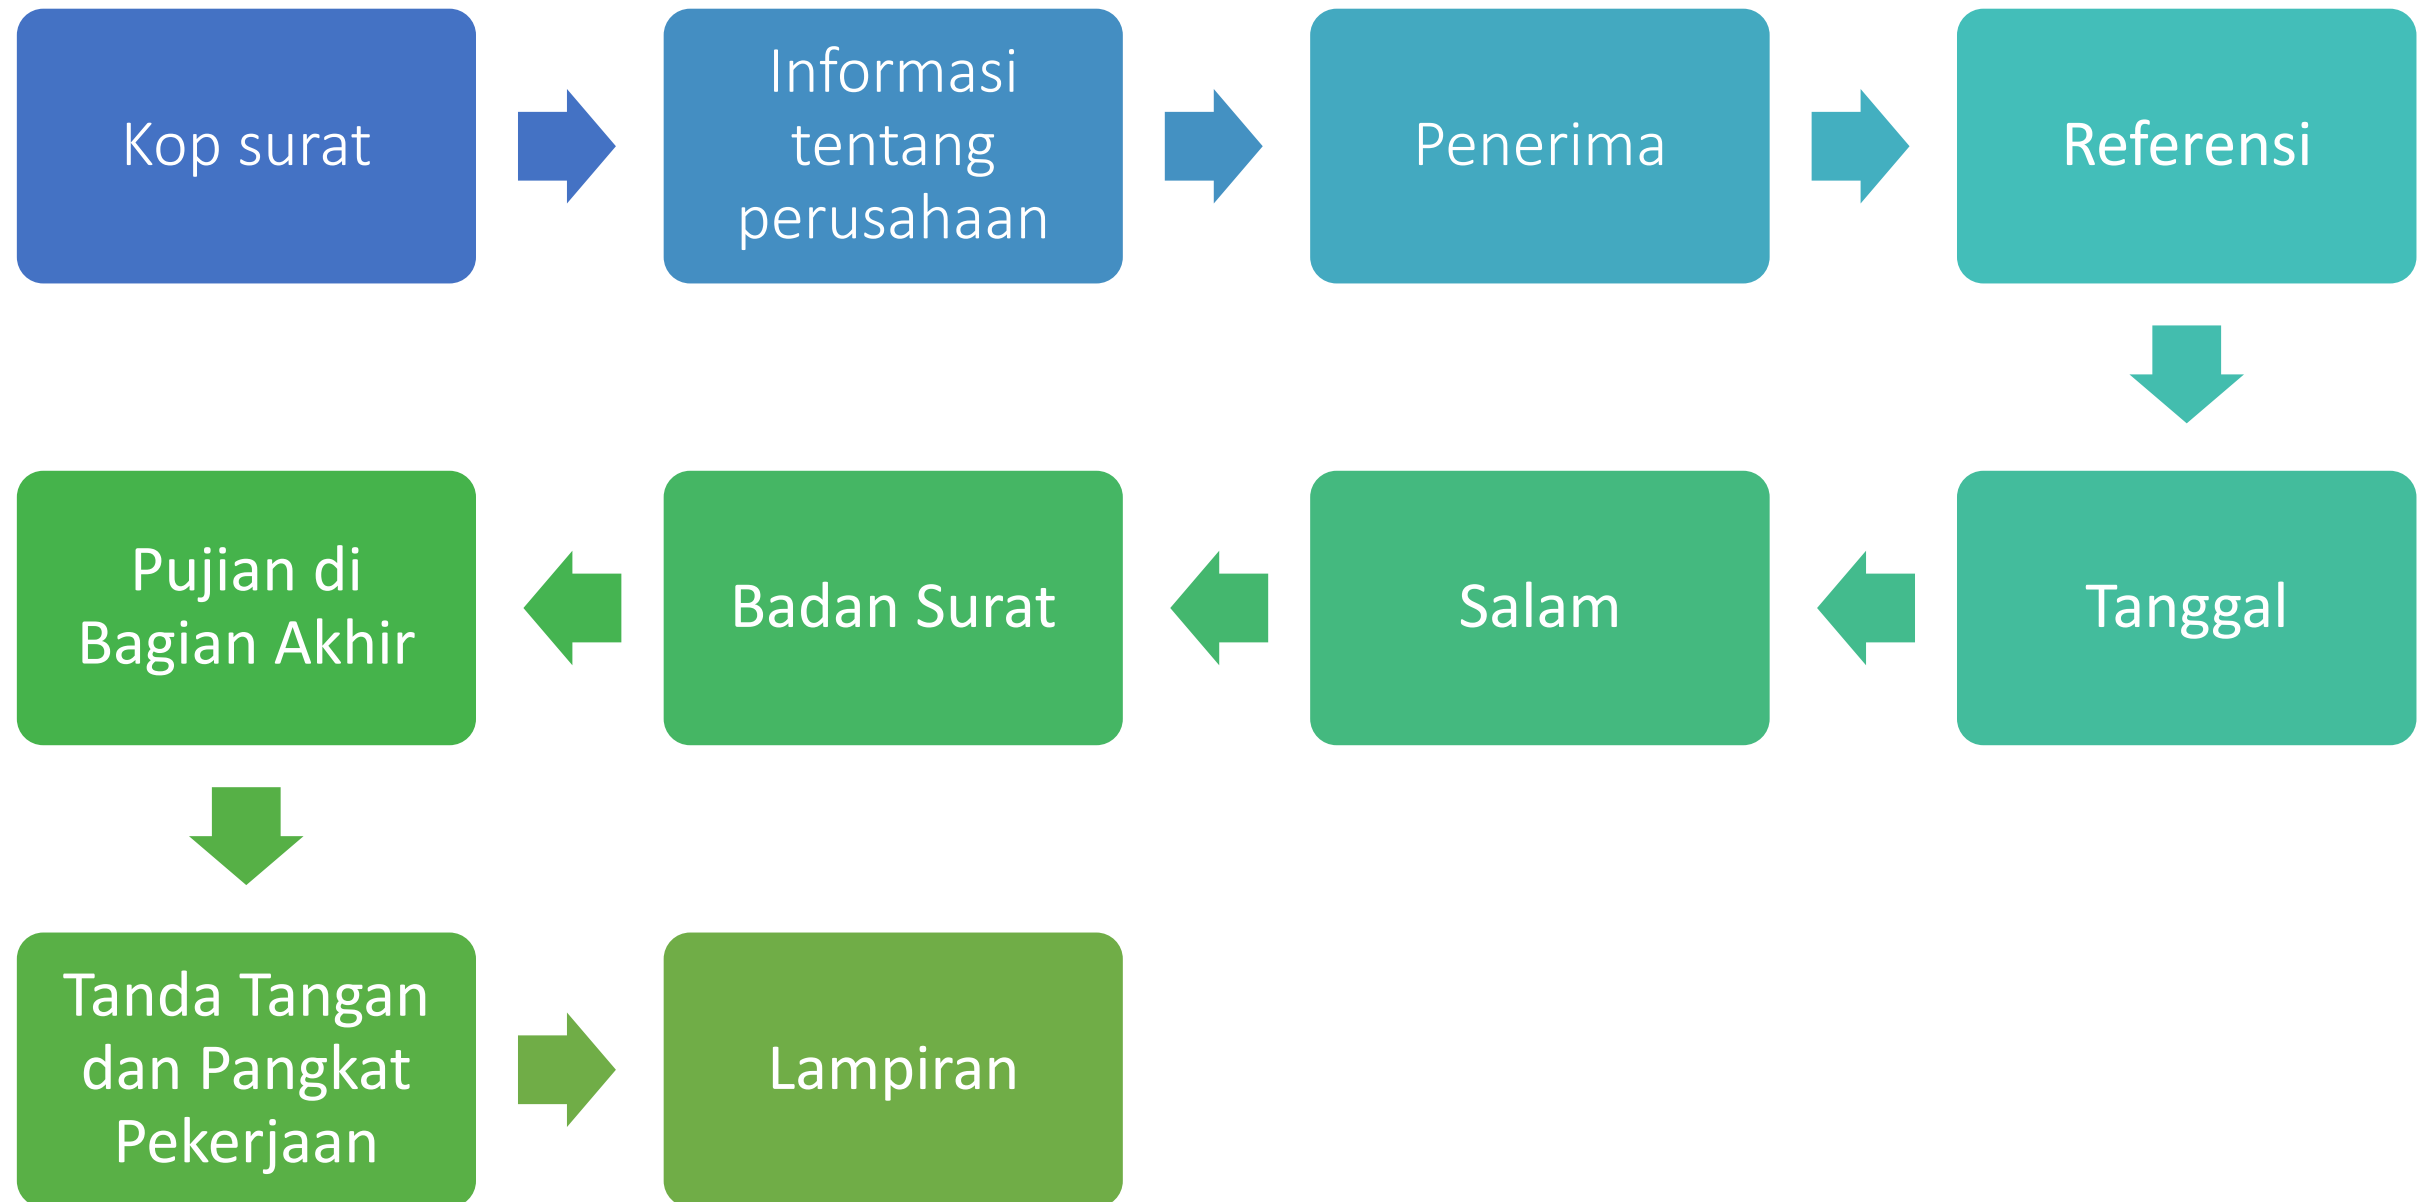 Kop surat
Informasi
tentang
perusahaan
Penerima
Referensi
Tanggal
Salam
Badan Surat
Pujian di
Bagian Akhir
Tanda Tangan
dan Pangkat
Pekerjaan
Lampiran